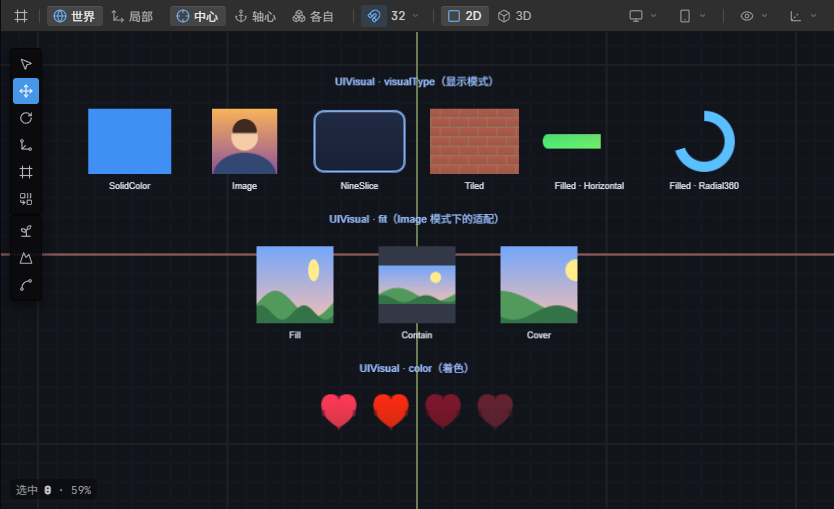 世界 局部 中心 轴心 各自 32 2D 3D
UIVisual · visualType（显示模式）
SolidColor Image NineSlice Tiled Filled · Horizontal Filled · Radial360
UIVisual · fit（Image 模式下的适配）
Fill Contain Cover
UIVisual · color（着色）
选中 0 · 59%